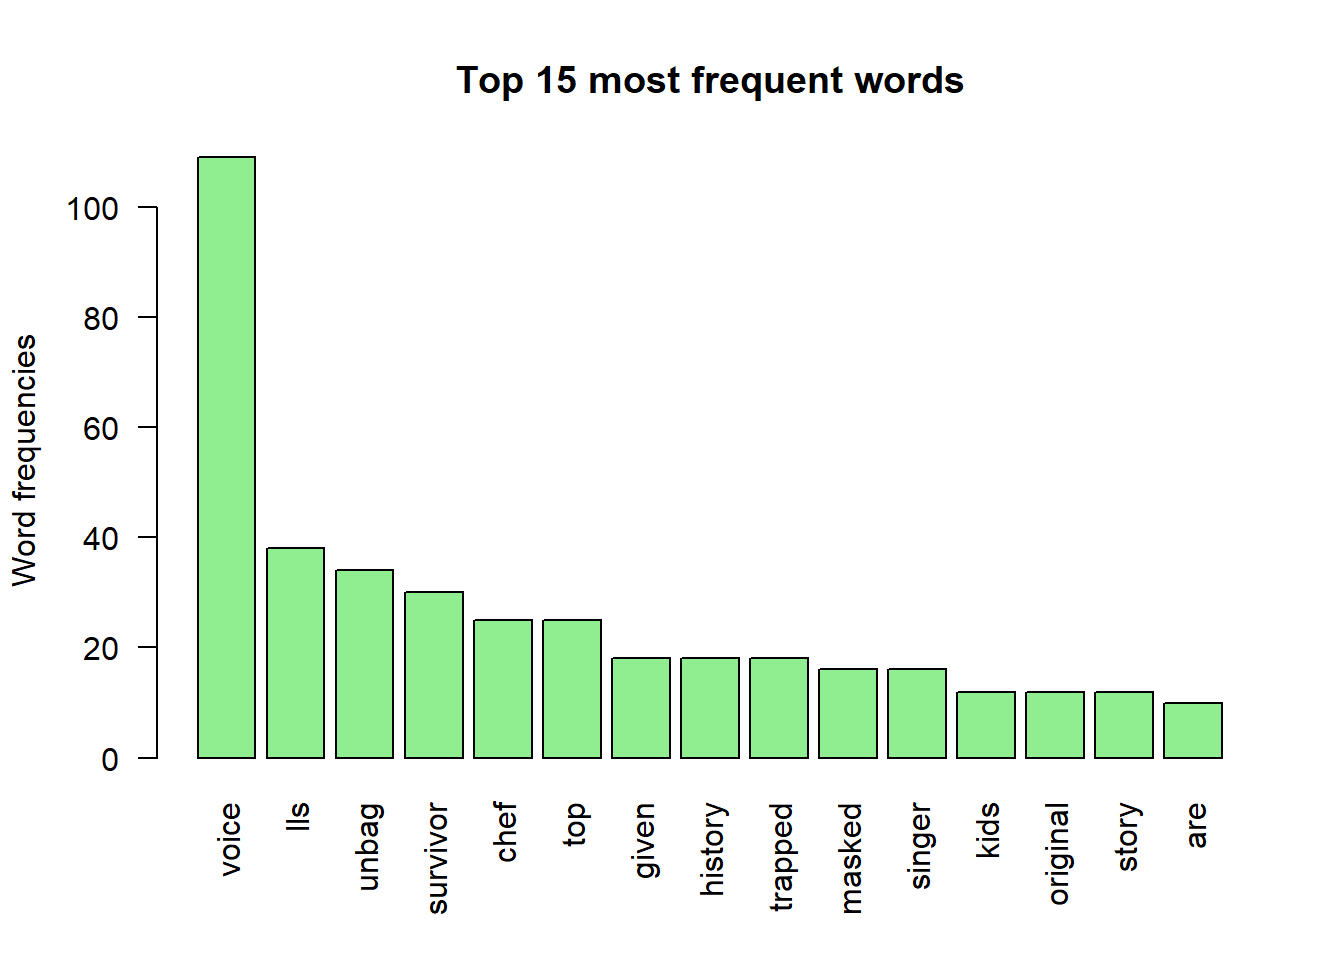 Top 15 most frequent words
Word frequencies
100
80
60
40
20
0
voice
lls
unbag
survivor
chef
top
given
history
trapped
masked
singer
kids
original
story
are